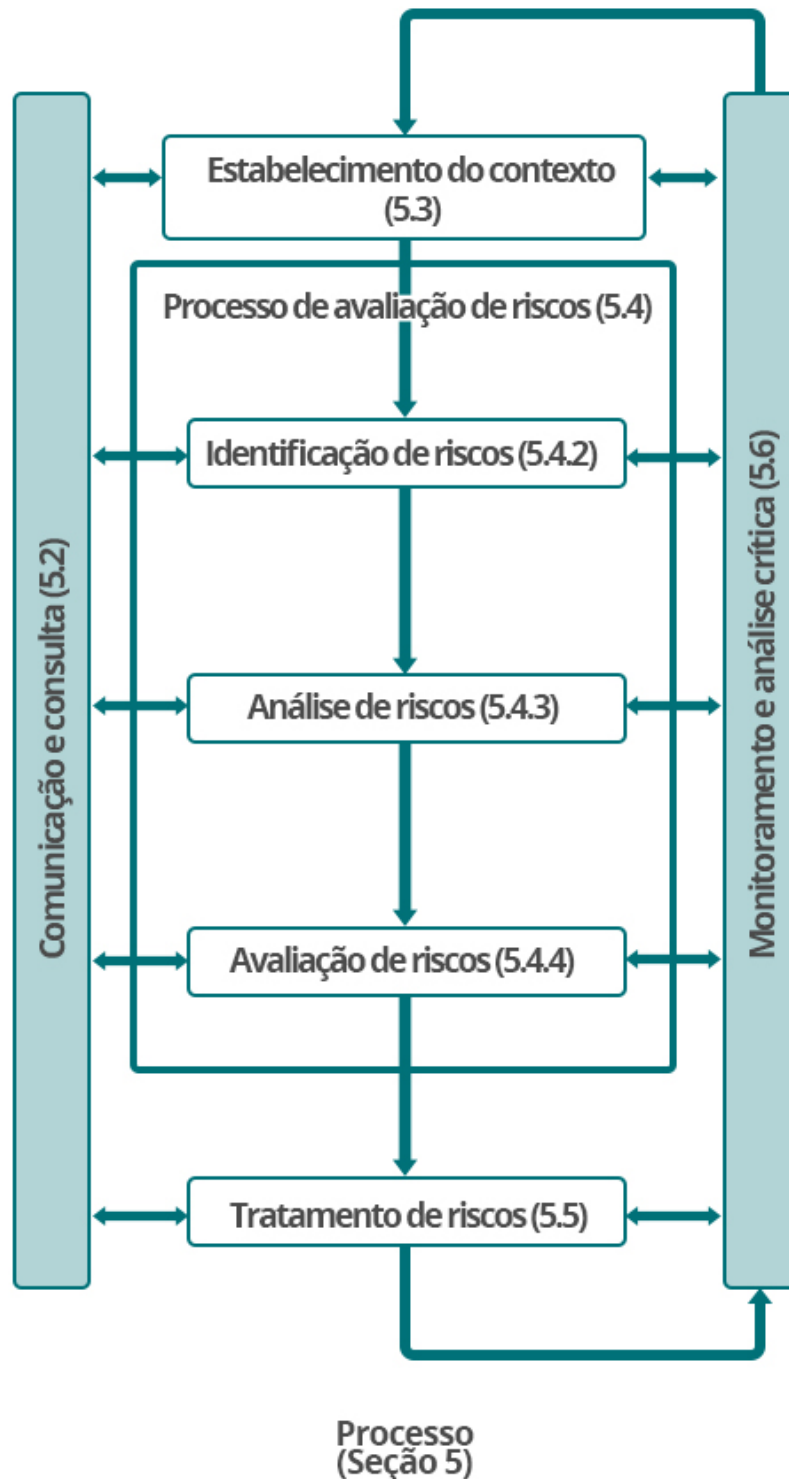 Estabelecimento do contexto
(5.3)
Processo de avaliação de riscos (5.4)
Identificação de riscos (5.4.2)
Comunicação e consulta (5.2)
Monitoramento e análise crítica (5.6)
Análise de riscos (5.4.3)
Avaliação de riscos (5.4.4)
Tratamento de riscos (5.5)
Processo
(Seção 5)